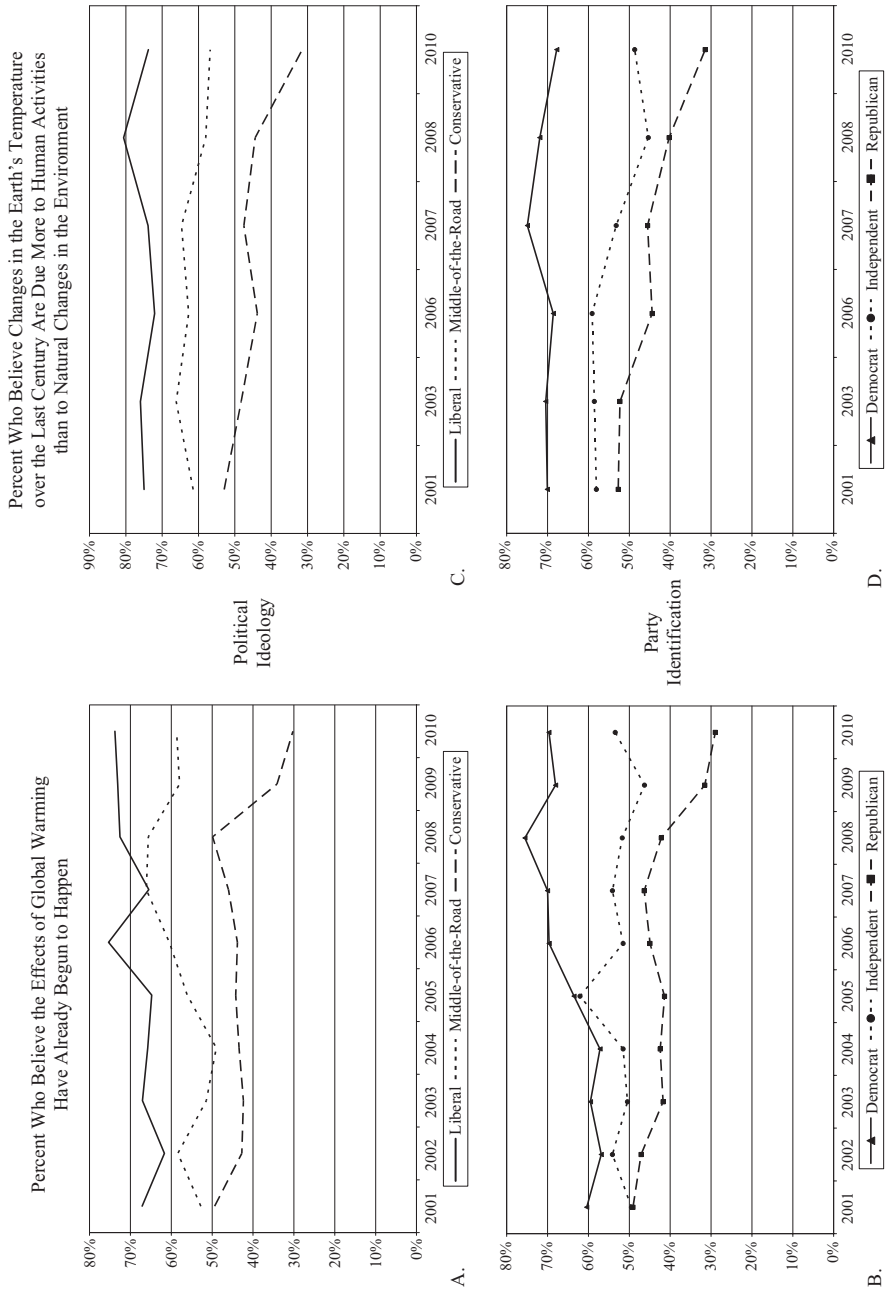 Percent Who Believe the Effects of Global Warming
Have Already Begun to Happen
Percent Who Believe Changes in the Earth's Temperature
over the Last Century Are Due More to Human Activities
than to Natural Changes in the Environment
Political
Ideology
90%
80%
70%
60%
50%
40%
30%
20%
10%
0%
2001 2002 2003 2004 2005 2006 2007 2008 2009 2010
Liberal Middle-of-the-Road Conservative
A.
90%
80%
70%
60%
50%
40%
30%
20%
10%
0%
2001 2003 2006 2007 2008 2010
Liberal Middle-of-the-Road Conservative
C.
Party
Identification
80%
70%
60%
50%
40%
30%
20%
10%
0%
2001 2002 2003 2004 2005 2006 2007 2008 2009 2010
Democrat Independent Republican
B.
80%
70%
60%
50%
40%
30%
20%
10%
0%
2001 2003 2006 2007 2008 2010
Democrat Independent Republican
D.